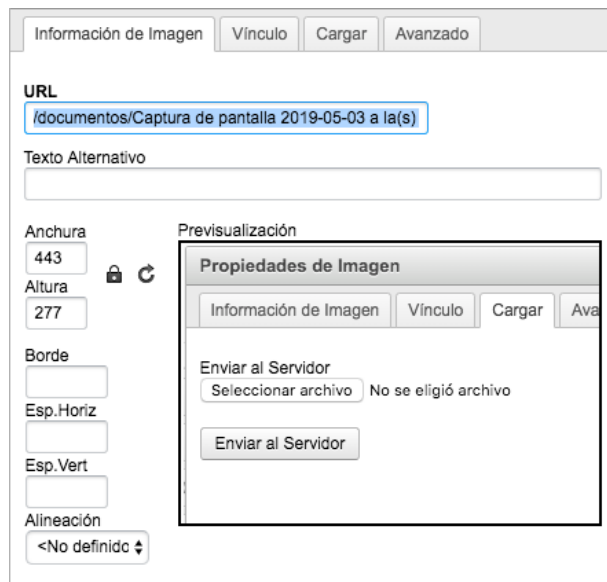 Información de Imagen Vínculo Cargar Avanzado
URL
/documentos/Captura de pantalla 2019-05-03 a la(s)
Texto Alternativo
Anchura
443
Altura
277
Borde
Esp.Horiz
Esp.Vert
Alineación
<No definido
Previsualización
Propiedades de Imagen
Información de Imagen Vínculo Cargar Ava
Enviar al Servidor
Seleccionar archivo No se eligió archivo
Enviar al Servidor